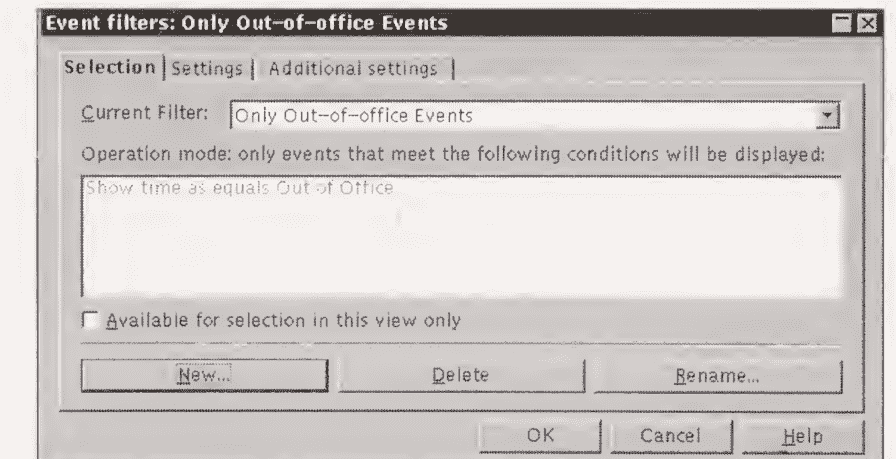 Event filters: Only Out-of-office Events
Selection Settings Additional settings
Current Filter: Only Out-of-office Events
Operation mode: only events that meet the following conditions will be displayed:
Show time as equals Out of Office
Available for selection in this view only
New... Delete Rename...
OK Cancel Help